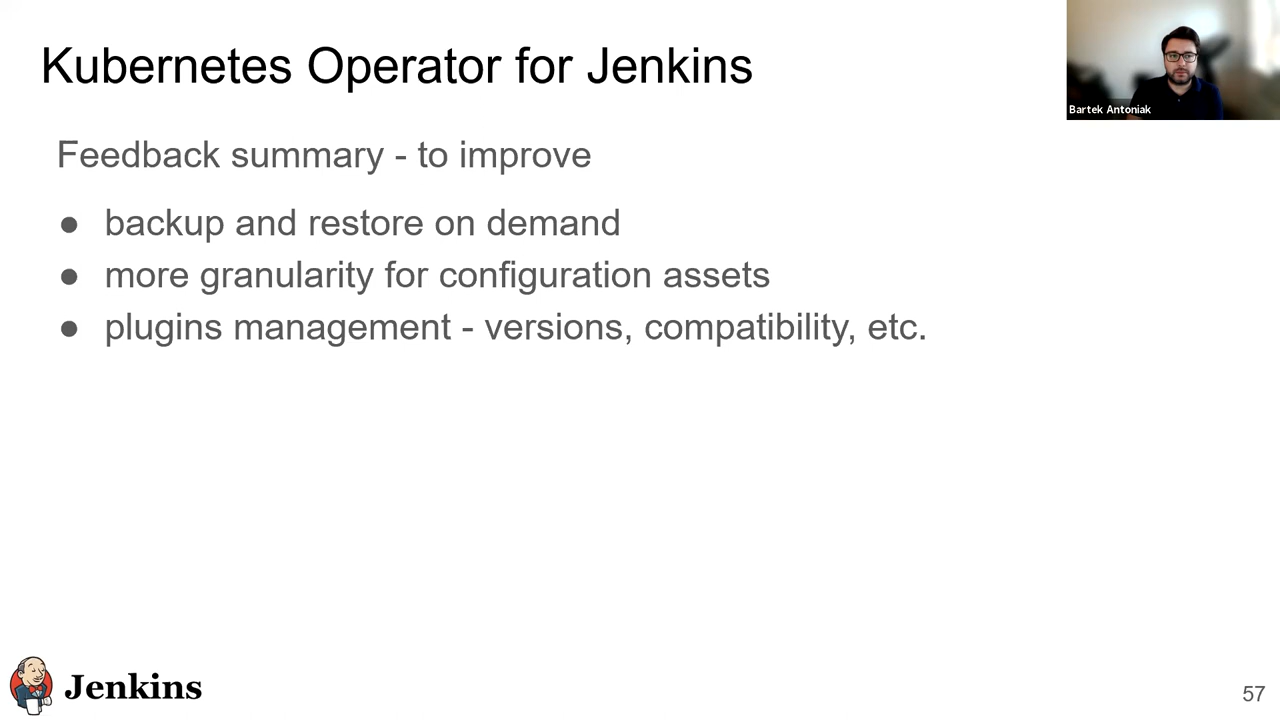 Kubernetes Operator for Jenkins
Bartek Antoniak
Feedback summary - to improve
● backup and restore on demand
● more granularity for configuration assets
● plugins management - versions, compatibility, etc.
Jenkins
57